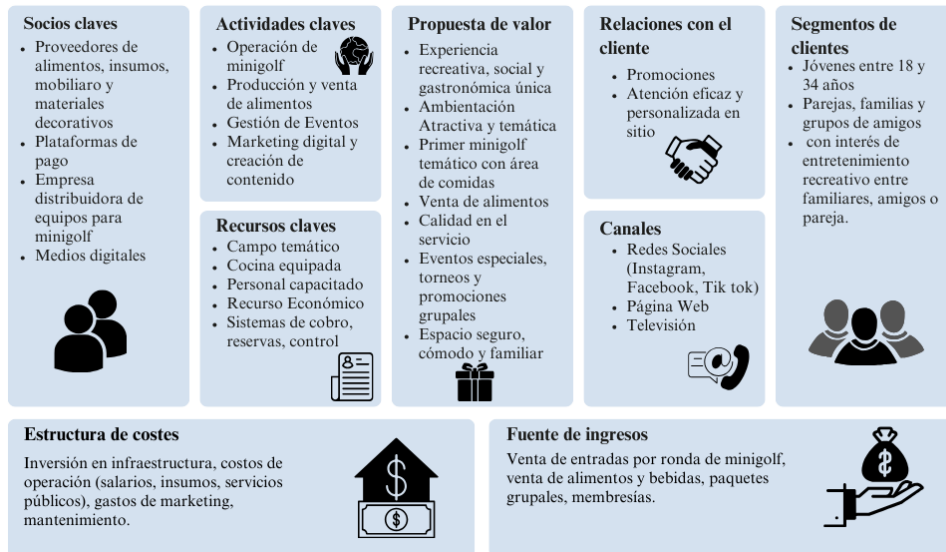 Socios claves
• Proveedores de
alimentos, insumos,
mobiliaro y
materiales
decorativos
• Plataformas de
pago
• Empresa
distribuidora de
equipos para
minigolf
• Medios digitales
Actividades claves
• Operación de
minigolf
• Producción y venta
de alimentos
• Gestión de Eventos
• Marketing digital y
creación de
contenido
Recursos claves
• Campo temático
• Cocina equipada
• Personal capacitado
• Recurso Económico
• Sistemas de cobro,
reservas, control
Propuesta de valor
• Experiencia
recreativa, social y
gastronómica única
• Ambientación
Atractiva y temática
• Primer minigolf
temático con área
de comidas
• Venta de alimentos
• Calidad en el
servicio
• Eventos especiales,
torneos y
promociones
grupales
• Espacio seguro,
cómodo y familiar
Relaciones con el
cliente
• Promociones
• Atención eficaz y
personalizada en
sitio
Canales
• Redes Sociales
(Instagram,
Facebook, Tik tok)
• Página Web
• Televisión
Segmentos de
clientes
• Jóvenes entre 18 y
34 años
• Parejas, familias y
grupos de amigos
• con interés de
entretenimiento
recreativo entre
familiares, amigos o
pareja.
Estructura de costes
Inversión en infraestructura, costos de
operación (salarios, insumos, servicios
públicos), gastos de marketing,
mantenimiento.
Fuente de ingresos
Venta de entradas por ronda de minigolf,
venta de alimentos y bebidas, paquetes
grupales, membresías.